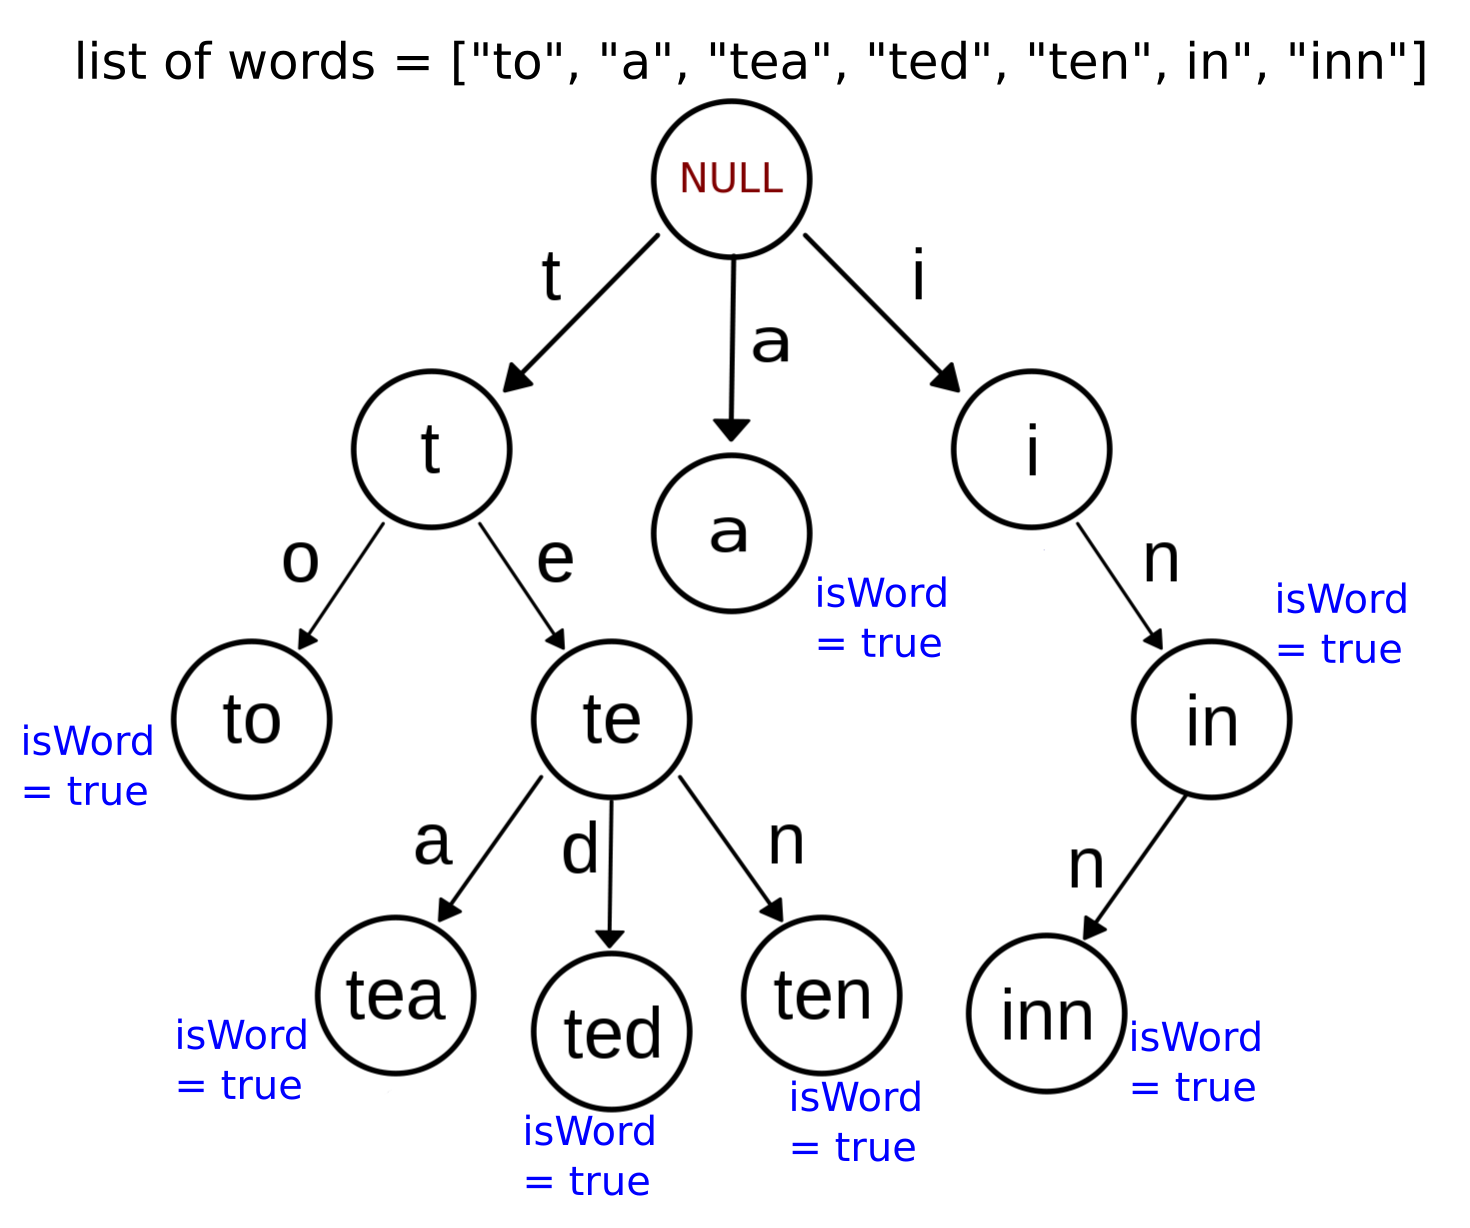 list of words = ["to", "a", "tea", "ted", "ten", in", "inn"]
NULL
t
a
i
t
a
i
o
e
n
isWord
= true
isWord
= true
to
te
in
isWord
= true
a
d
n
n
tea
ted
ten
inn
isWord
= true
isWord
= true
isWord
= true
isWord
= true